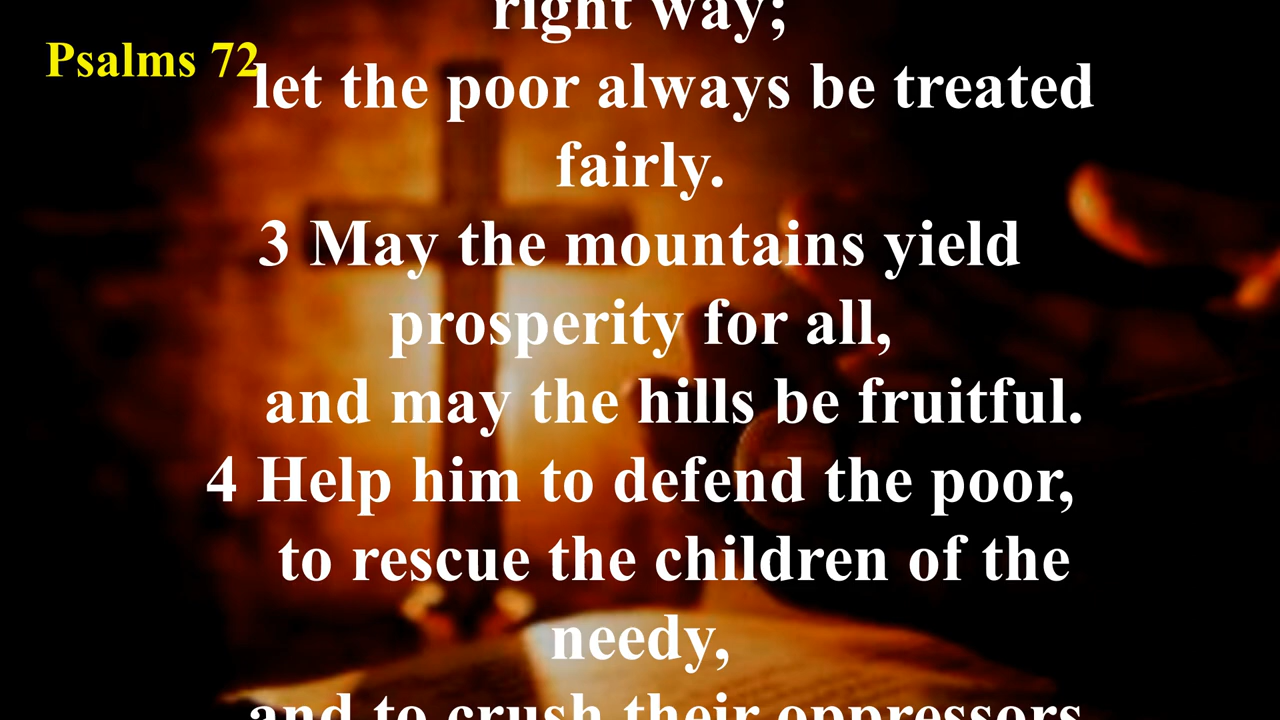 right way;
Psalms 72
let the poor always be treated
fairly.
3 May the mountains yield
prosperity for all,
and may the hills be fruitful.
4 Help him to defend the poor,
to rescue the children of the
needy,
and to crush their oppressors